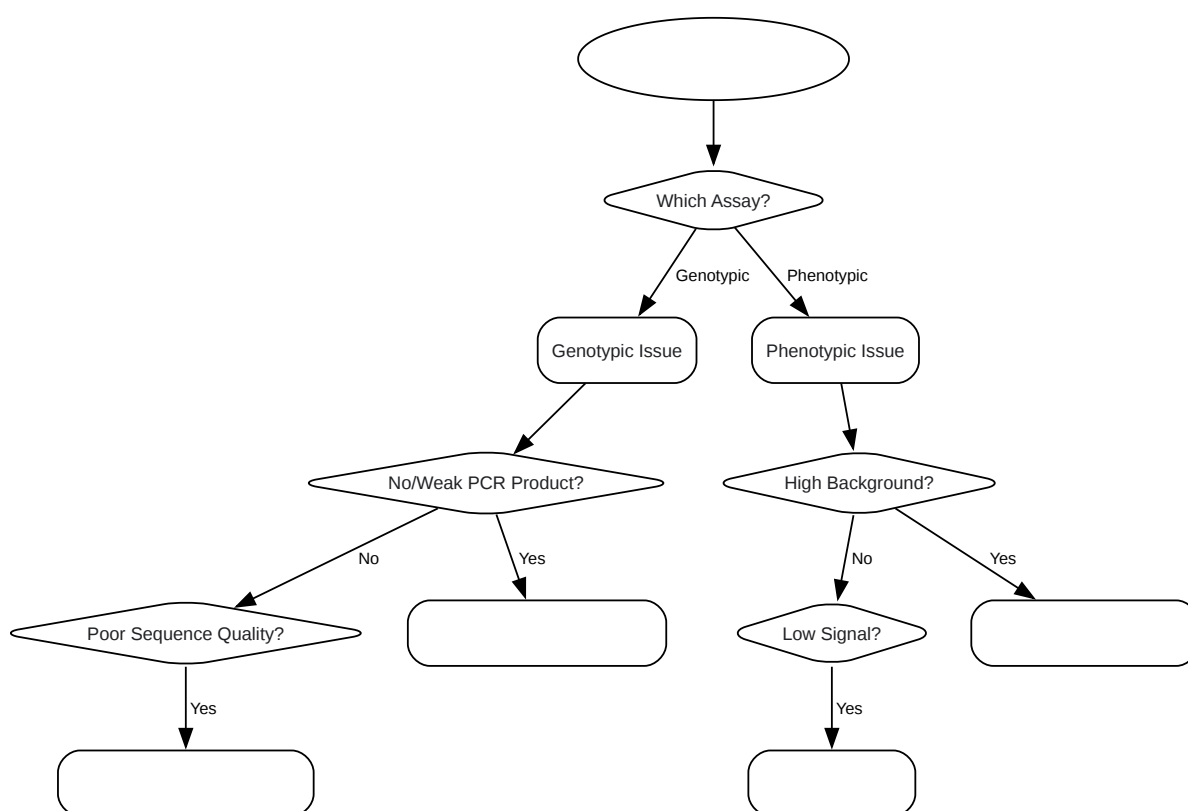 Which Assay?
Genotypic
Phenotypic
Genotypic Issue
Phenotypic Issue
No/Weak PCR Product?
High Background?
No
Yes
No
Yes
Poor Sequence Quality?
Low Signal?
Yes
Yes